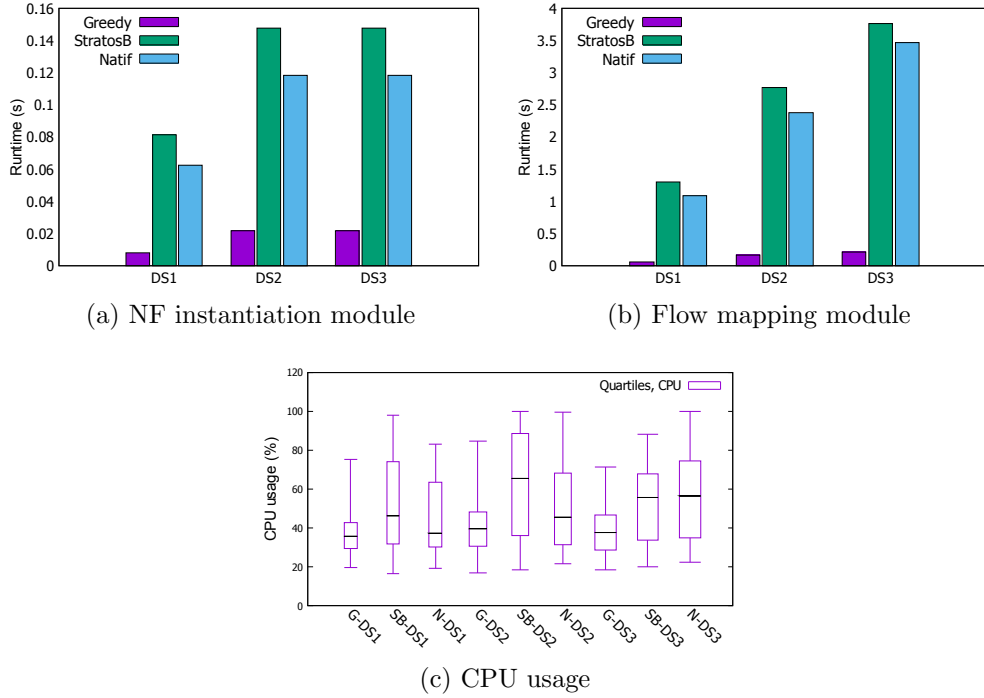 0.16
0.14
0.12
0.1
0.08
0.06
0.04
0.02
0
Runtime (s)
Greedy
StratosB
Natif
DS1 DS2 DS3
(a) NF instantiation module
4
3.5
3
2.5
2
1.5
1
0.5
0
Runtime (s)
Greedy
StratosB
Natif
DS1 DS2 DS3
(b) Flow mapping module
120
100
80
60
40
20
0
CPU usage (%)
Quartiles, CPU
G-DS1 SB-DS1 N-DS1 G-DS2 SB-DS2 N-DS2 G-DS3 SB-DS3 N-DS3
(c) CPU usage